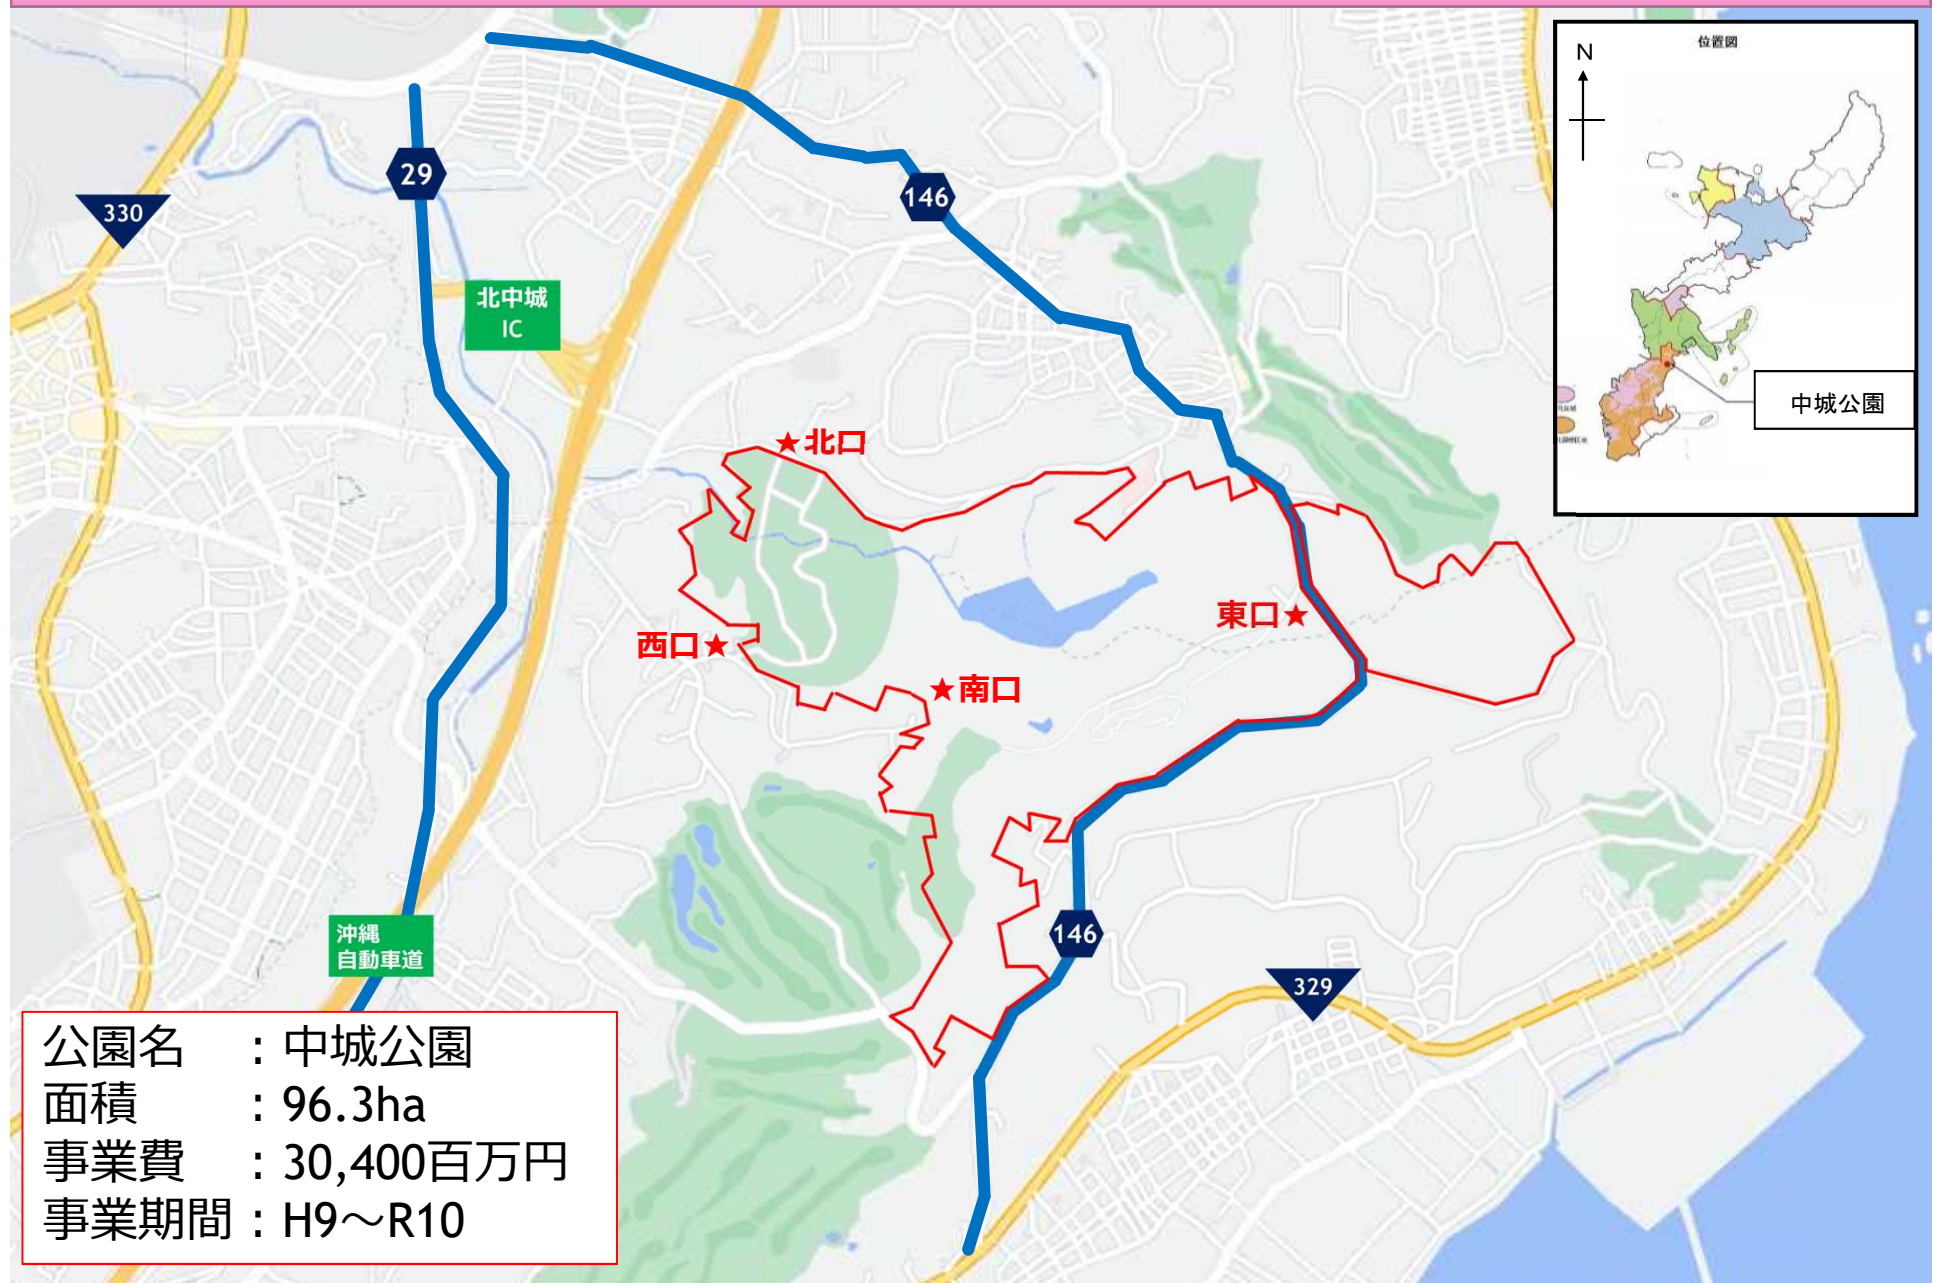 位置図
N
中城公園
330
29
146
北中城
IC
★北口
西口★
東口★
★南口
146
329
沖縄
自動車道
公園名 : 中城公園
面積 : 96.3ha
事業費 : 30,400百万円
事業期間 : H9～R10